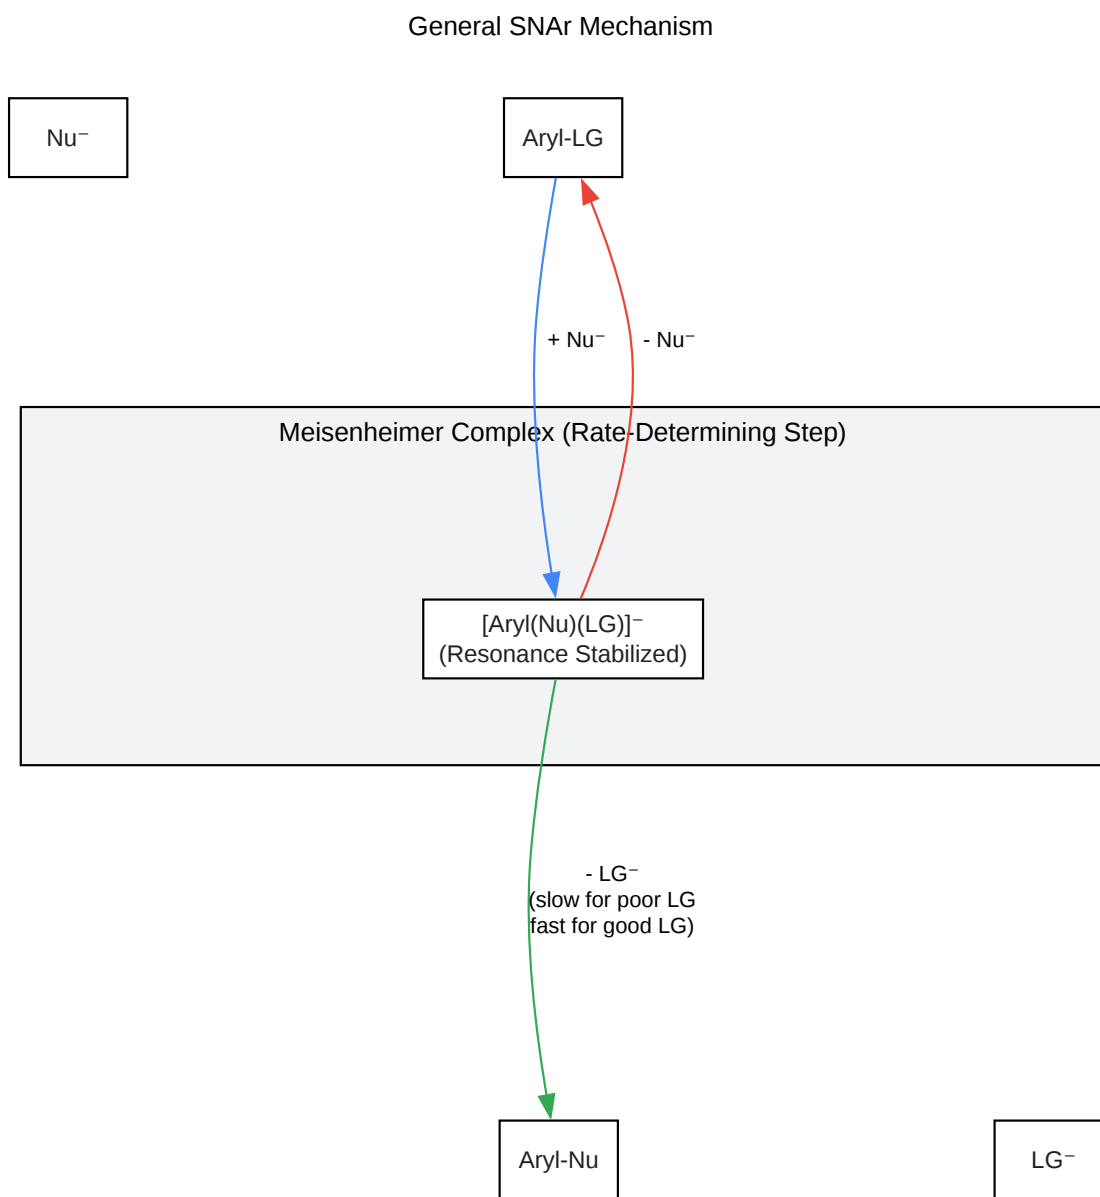 General SNAr Mechanism
Nu⁻
Aryl-LG
+ Nu⁻
- Nu⁻
Meisenheimer Complex (Rate-Determining Step)
[Aryl(Nu)(LG)]⁻
(Resonance Stabilized)
- LG⁻
(slow for poor LG
fast for good LG)
Aryl-Nu
LG⁻